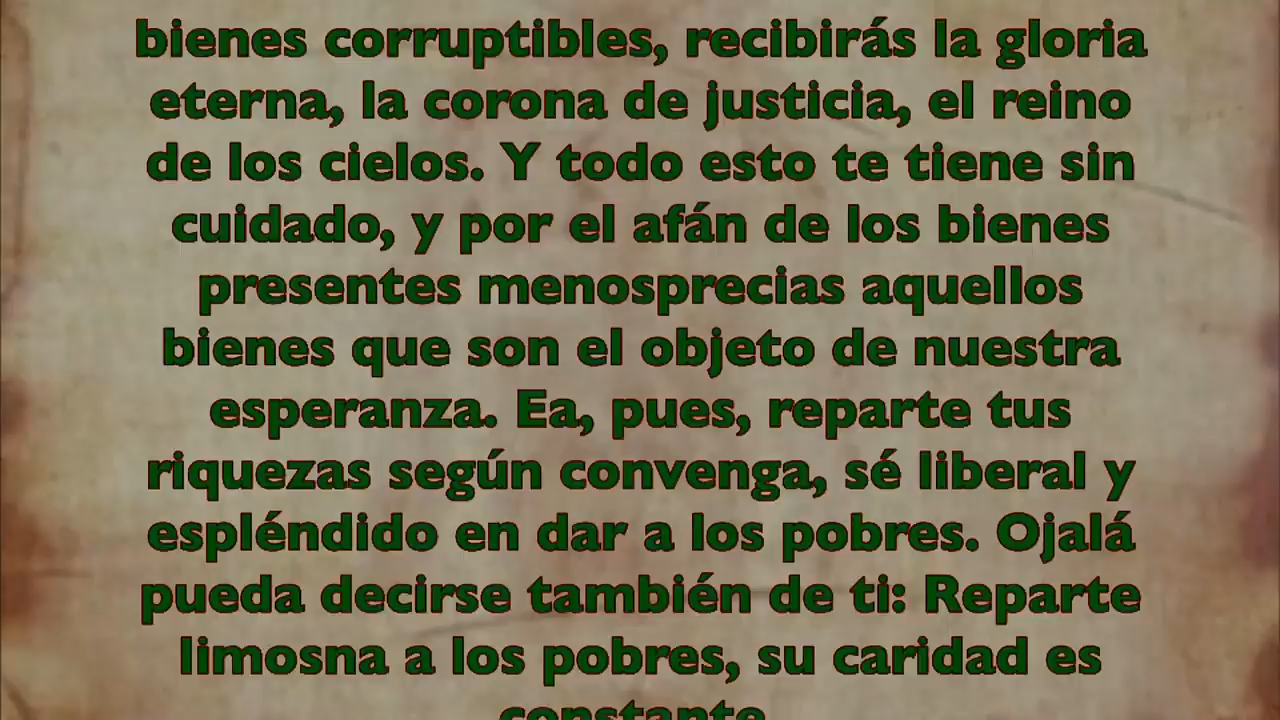 bienes corruptibles, recibirás la gloria
eterna, la corona de justicia, el reino
de los cielos. Y todo esto te tiene sin
cuidado, y por el afán de los bienes
presentes menosprecias aquellos
bienes que son el objeto de nuestra
esperanza. Ea, pues, reparte tus
riquezas según convenga, sé liberal y
espléndido en dar a los pobres. Ojalá
pueda decirse también de ti: Reparte
limosna a los pobres, su caridad es
constante